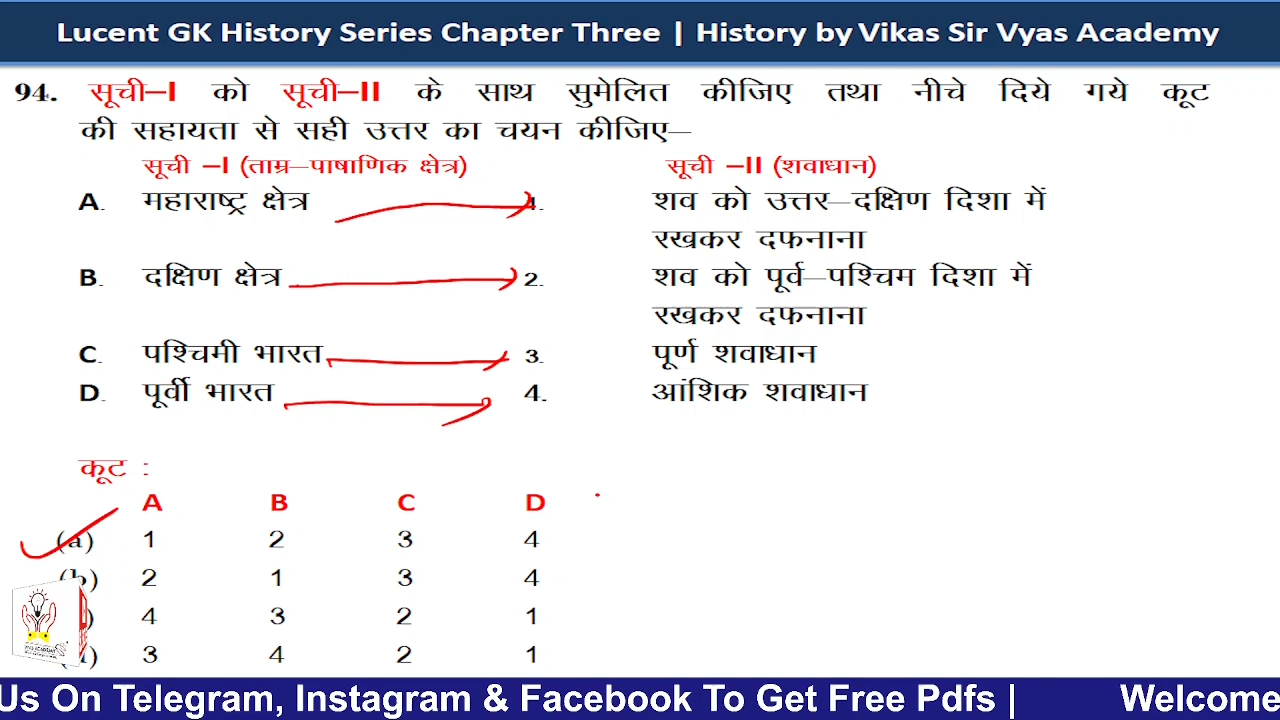 Lucent GK History Series Chapter Three | History by Vikas Sir Vyas Academy
94. सूची–I को सूची–II के साथ सुमेलित कीजिए तथा नीचे दिये गये कूट
की सहायता से सही उत्तर का चयन कीजिए–
सूची –I (ताम्र–पाषाणिक क्षेत्र) सूची –II (शवाधान)
A. महाराष्ट्र क्षेत्र 1. शव को उत्तर–दक्षिण दिशा में
रखकर दफनाना
B. दक्षिण क्षेत्र 2. शव को पूर्व–पश्चिम दिशा में
रखकर दफनाना
C. पश्चिमी भारत 3. पूर्ण शवाधान
D. पूर्वी भारत 4. आंशिक शवाधान
कूट :
A B C D
(a) 1 2 3 4
(b) 2 1 3 4
4 3 2 1
3 4 2 1
Us On Telegram, Instagram & Facebook To Get Free Pdfs | Welcome